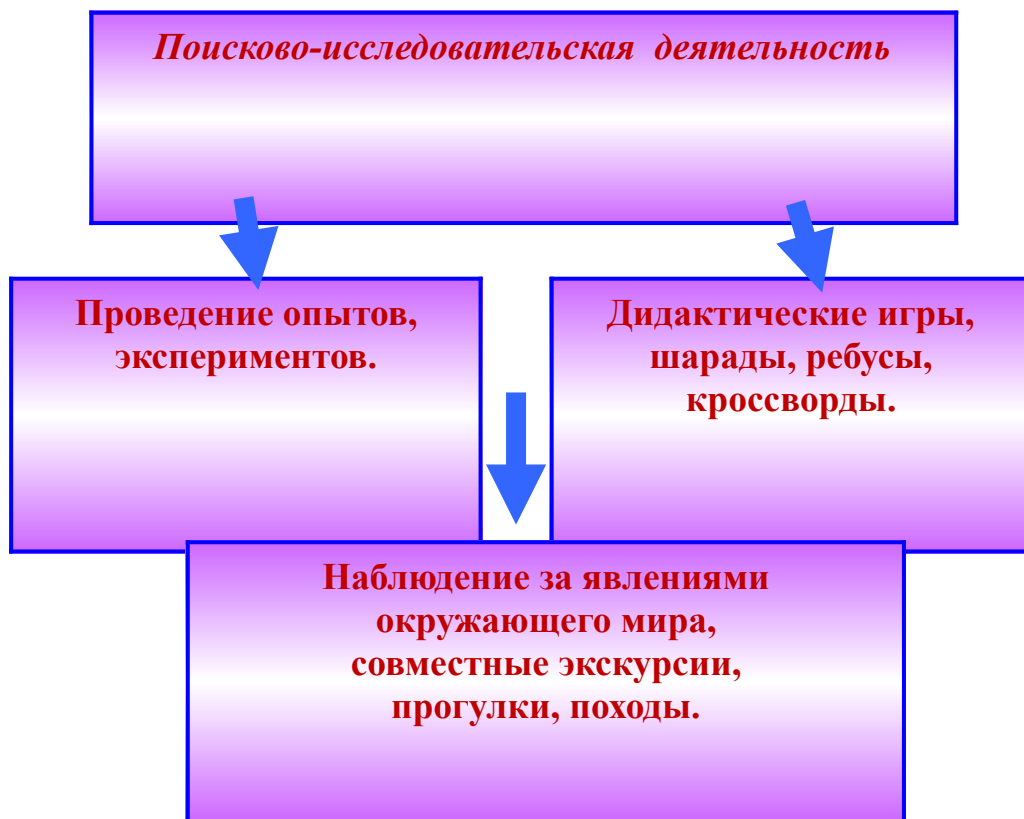 Поисково-исследовательская деятельность
Проведение опытов,
экспериментов.
Дидактические игры,
шарады, ребусы,
кроссворды.
Наблюдение за явлениями
окружающего мира,
совместные экскурсии,
прогулки, походы.